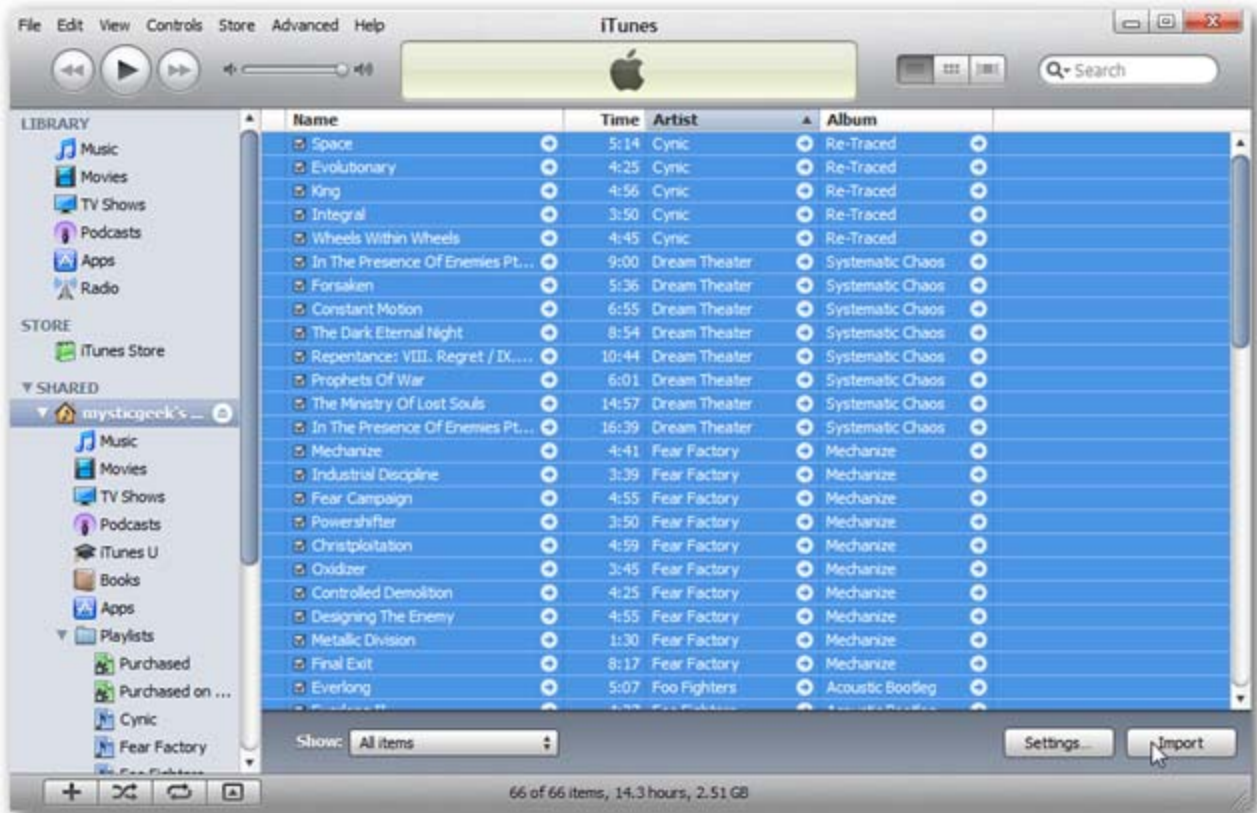 File Edit View Controls Store Advanced Help iTunes
Search
LIBRARY
Music
Movies
TV Shows
Podcasts
Apps
Radio
STORE
iTunes Store
SHARED
mysticgeek's ...
Music
Movies
TV Shows
Podcasts
iTunes U
Books
Apps
Playlists
Purchased
Purchased on ...
Cynic
Fear Factory
Foo Fighters
Name Time Artist Album
Space 5:14 Cynic Re-Traced
Evolutionary 4:25 Cynic Re-Traced
King 4:56 Cynic Re-Traced
Integral 3:50 Cynic Re-Traced
Wheels Within Wheels 4:45 Cynic Re-Traced
In The Presence Of Enemies Pt... 9:00 Dream Theater Systematic Chaos
Forsaken 5:36 Dream Theater Systematic Chaos
Constant Motion 6:55 Dream Theater Systematic Chaos
The Dark Eternal Night 8:54 Dream Theater Systematic Chaos
Repentance: VIII. Regret / IX.... 10:44 Dream Theater Systematic Chaos
Prophets Of War 6:01 Dream Theater Systematic Chaos
The Ministry Of Lost Souls 14:57 Dream Theater Systematic Chaos
In The Presence Of Enemies Pt... 16:39 Dream Theater Systematic Chaos
Mechanize 4:41 Fear Factory Mechanize
Industrial Discipline 3:39 Fear Factory Mechanize
Fear Campaign 4:55 Fear Factory Mechanize
Powershifter 3:50 Fear Factory Mechanize
Christploitation 4:59 Fear Factory Mechanize
Oxidizer 3:45 Fear Factory Mechanize
Controlled Demolition 4:25 Fear Factory Mechanize
Designing The Enemy 4:55 Fear Factory Mechanize
Metallic Division 1:30 Fear Factory Mechanize
Final Exit 8:17 Fear Factory Mechanize
Everlong 5:07 Foo Fighters Acoustic Bootleg
Show: All items Settings... Import
66 of 66 items, 14.3 hours, 2.51 GB